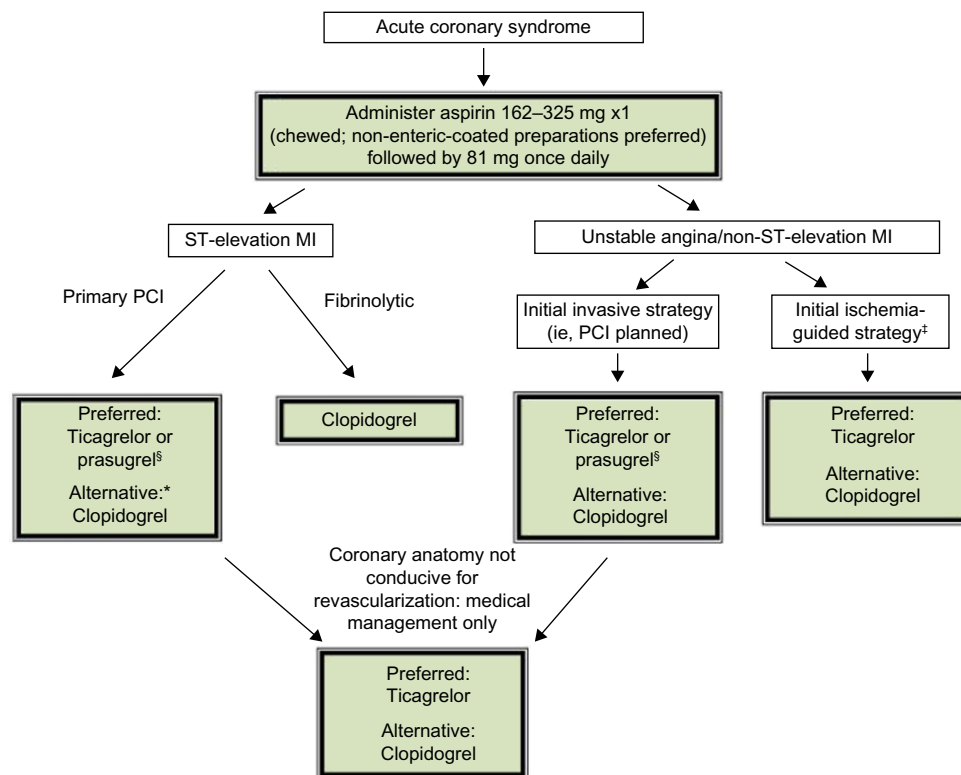 Acute coronary syndrome
Administer aspirin 162–325 mg x1
(chewed; non-enteric-coated preparations preferred)
followed by 81 mg once daily
ST-elevation MI
Unstable angina/non-ST-elevation MI
Primary PCI
Fibrinolytic
Initial invasive strategy
(ie, PCI planned)
Initial ischemia-
guided strategy‡
Preferred:
Ticagrelor or
prasugrel§
Alternative:*
Clopidogrel
Clopidogrel
Preferred:
Ticagrelor or
prasugrel§
Alternative:
Clopidogrel
Preferred:
Ticagrelor
Alternative:
Clopidogrel
Coronary anatomy not
conducive for
revascularization: medical
management only
Preferred:
Ticagrelor
Alternative:
Clopidogrel